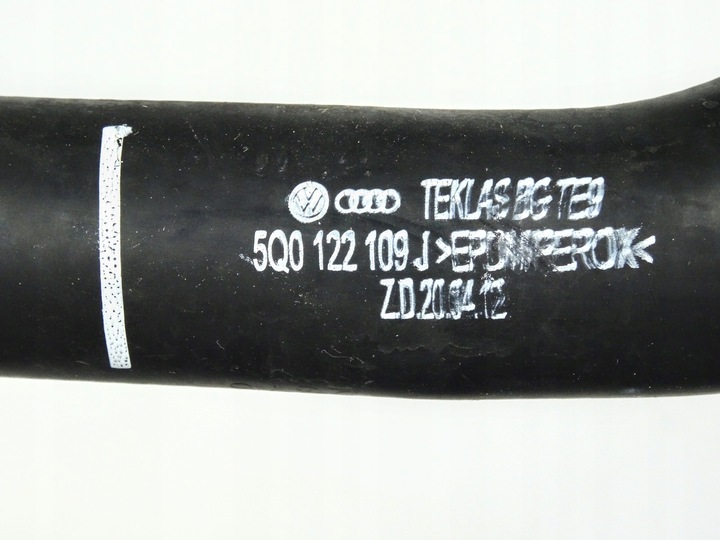 TEKLAS BG TE9
5Q0 122 109 J >EPDM/PEROX<
Z.D.20.04.12